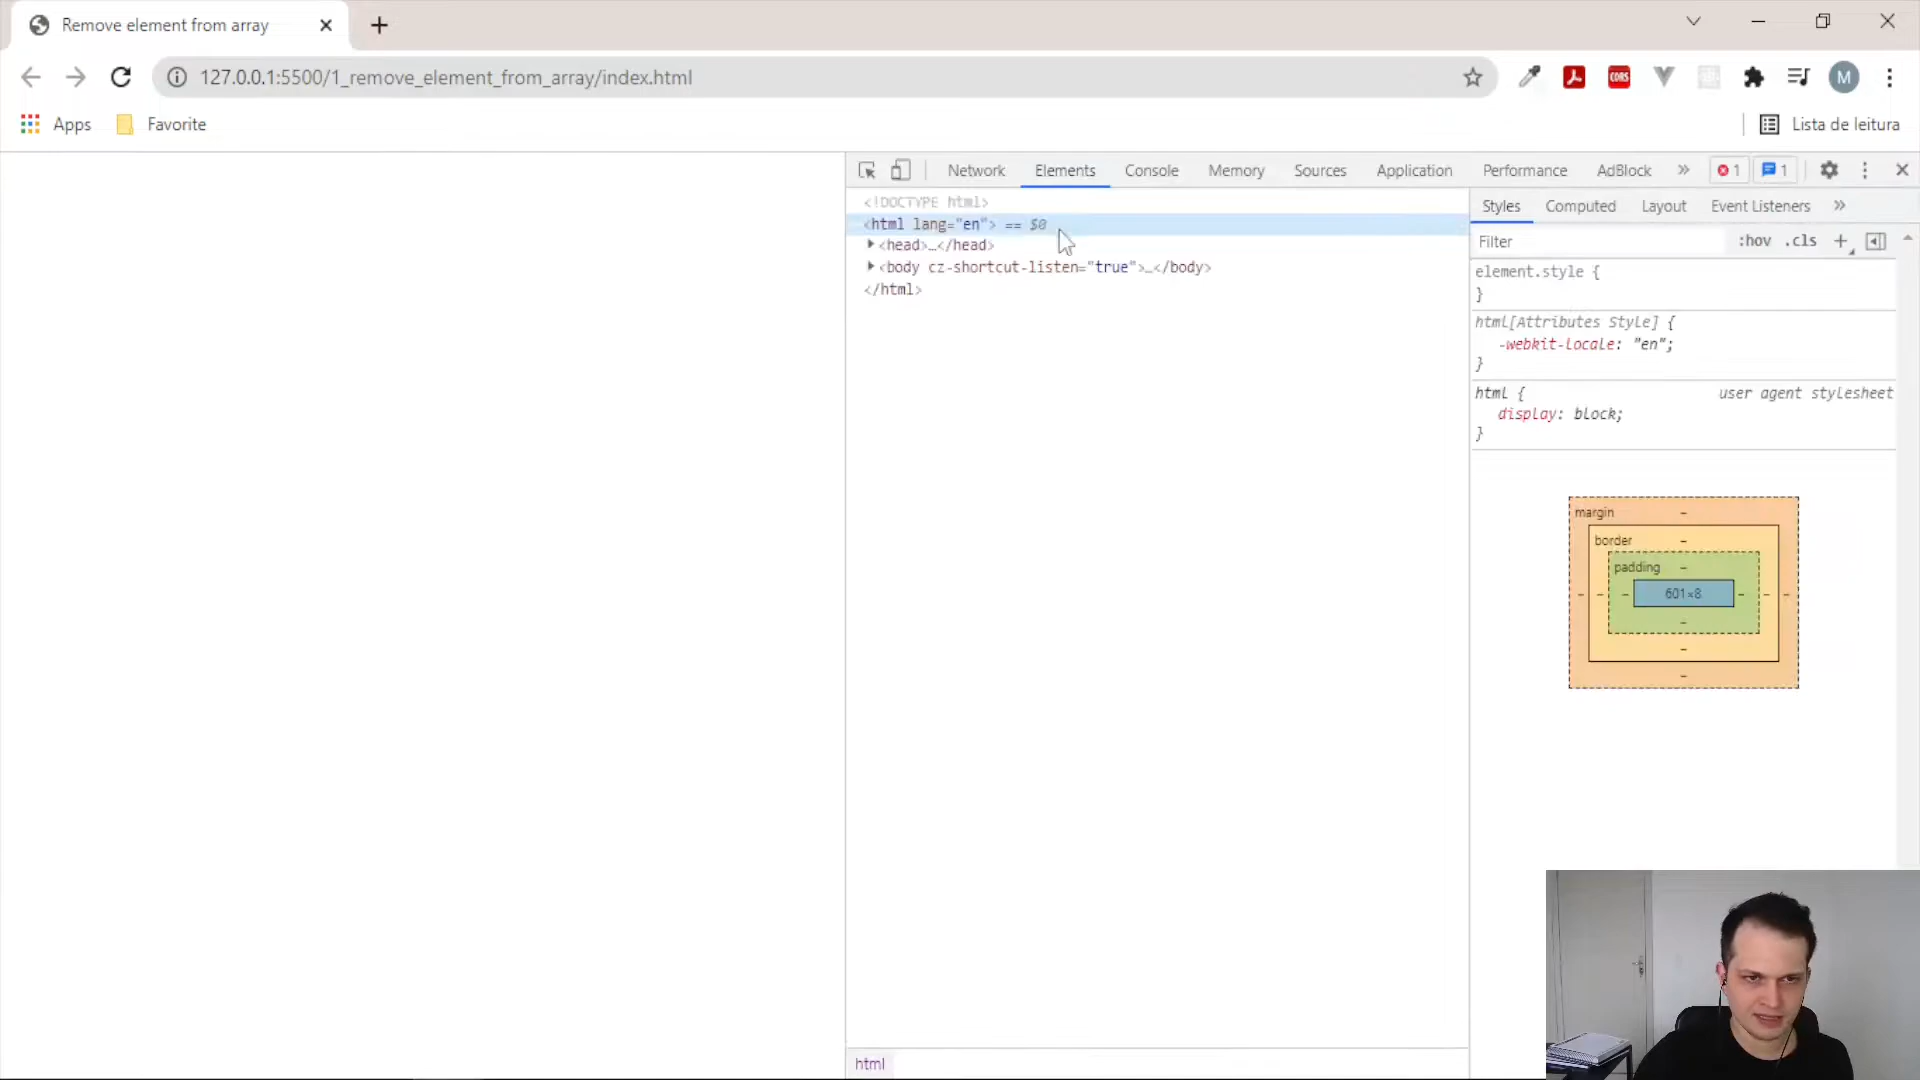 Remove element from array
127.0.0.1:5500/1_remove_element_from_array/index.html
CORS
M
Apps
Favorite
Lista de leitura
Network
Elements
Console
Memory
Sources
Application
Performance
AdBlock
1
1
<!DOCTYPE html>
<html lang="en"> == $0
<head>…</head>
<body cz-shortcut-listen="true">…</body>
</html>
html
Styles
Computed
Layout
Event Listeners
Filter
:hov .cls
element.style {
}
html[Attributes Style] {
-webkit-locale: "en";
}
html { user agent stylesheet
display: block;
}
margin -
border -
padding -
- - - 601×8 - - -
-
-
-